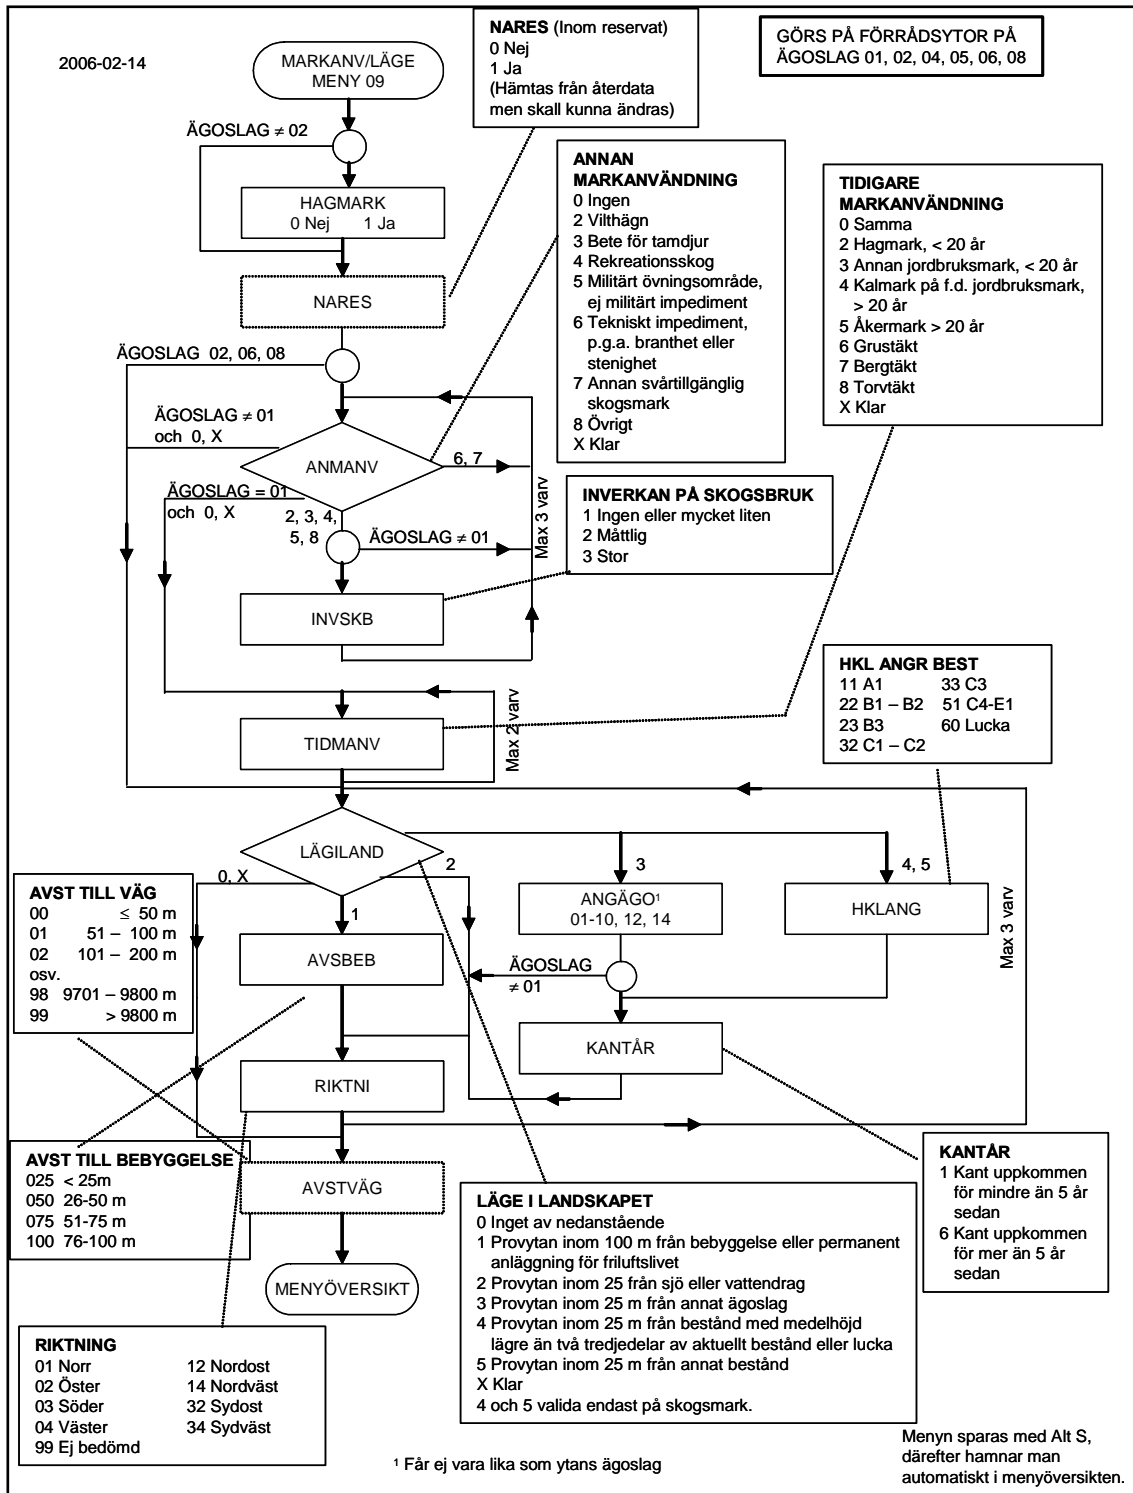 2006-02-14
MARKANV/LÄGE
MENY 09
NARES (Inom reservat)
0 Nej
1 Ja
(Hämtas från återdata
men skall kunna ändras)
GÖRS PÅ FÖRRÅDSYTOR PÅ
ÄGOSLAG 01, 02, 04, 05, 06, 08
ÄGOSLAG ≠ 02
HAGMARK
0 Nej 1 Ja
NARES
ANNAN
MARKANVÄNDNING
0 Ingen
2 Vilthägn
3 Bete för tamdjur
4 Rekreationsskog
5 Militärt övningsområde,
ej militärt impediment
6 Tekniskt impediment,
p.g.a. branthet eller
stenighet
7 Annan svårtillgänglig
skogsmark
8 Övrigt
X Klar
TIDIGARE
MARKANVÄNDNING
0 Samma
2 Hagmark, < 20 år
3 Annan jordbruksmark, < 20 år
4 Kalmark på f.d. jordbruksmark,
> 20 år
5 Åkermark > 20 år
6 Grustäkt
7 Bergtäkt
8 Torvtäkt
X Klar
ÄGOSLAG 02, 06, 08
ÄGOSLAG ≠ 01
och 0, X
ANMANV
6, 7
ÄGOSLAG = 01
och 0, X
2, 3, 4,
5, 8
ÄGOSLAG ≠ 01
Max 3 varv
INVERKAN PÅ SKOGSBRUK
1 Ingen eller mycket liten
2 Måttlig
3 Stor
INVSKB
TIDMANV
Max 2 varv
HKL ANGR BEST
11 A1 33 C3
22 B1 – B2 51 C4-E1
23 B3 60 Lucka
32 C1 – C2
LÄGILAND
0, X
1
2
3
4, 5
Max 3 varv
AVST TILL VÄG
00 ≤ 50 m
01 51 – 100 m
02 101 – 200 m
osv.
98 9701 – 9800 m
99 > 9800 m
ANGÄGO¹
01-10, 12, 14
HKLANG
AVSBEB
ÄGOSLAG
≠ 01
KANTÅR
RIKTNI
AVST TILL BEBYGGELSE
025 < 25m
050 26-50 m
075 51-75 m
100 76-100 m
AVSTVÄG
MENYÖVERSIKT
LÄGE I LANDSKAPET
0 Inget av nedanstående
1 Provytan inom 100 m från bebyggelse eller permanent
anläggning för friluftslivet
2 Provytan inom 25 från sjö eller vattendrag
3 Provytan inom 25 m från annat ägoslag
4 Provytan inom 25 m från bestånd med medelhöjd
lägre än två tredjedelar av aktuellt bestånd eller lucka
5 Provytan inom 25 m från annat bestånd
X Klar
4 och 5 valida endast på skogsmark.
KANTÅR
1 Kant uppkommen
för mindre än 5 år
sedan
6 Kant uppkommen
för mer än 5 år
sedan
RIKTNING
01 Norr 12 Nordost
02 Öster 14 Nordväst
03 Söder 32 Sydost
04 Väster 34 Sydväst
99 Ej bedömd
¹ Får ej vara lika som ytans ägoslag
Menyn sparas med Alt S,
därefter hamnar man
automatiskt i menyöversikten.